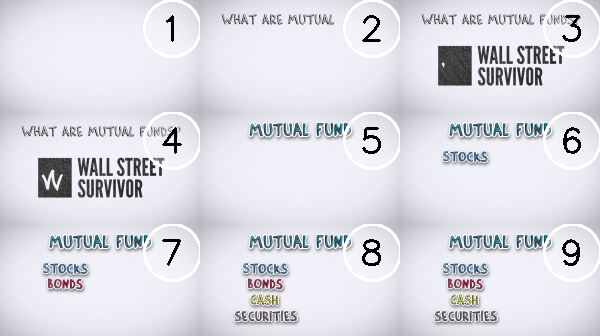 1
WHAT ARE MUTUAL
2
WHAT ARE MUTUAL FUNDS
3
WALL STREET
SURVIVOR
WHAT ARE MUTUAL FUNDS?
4
W
WALL STREET
SURVIVOR
MUTUAL FUND
5
MUTUAL FUND
6
STOCKS
MUTUAL FUND
7
STOCKS
BONDS
MUTUAL FUND
8
STOCKS
BONDS
CASH
SECURITIES
MUTUAL FUND
9
STOCKS
BONDS
CASH
SECURITIES